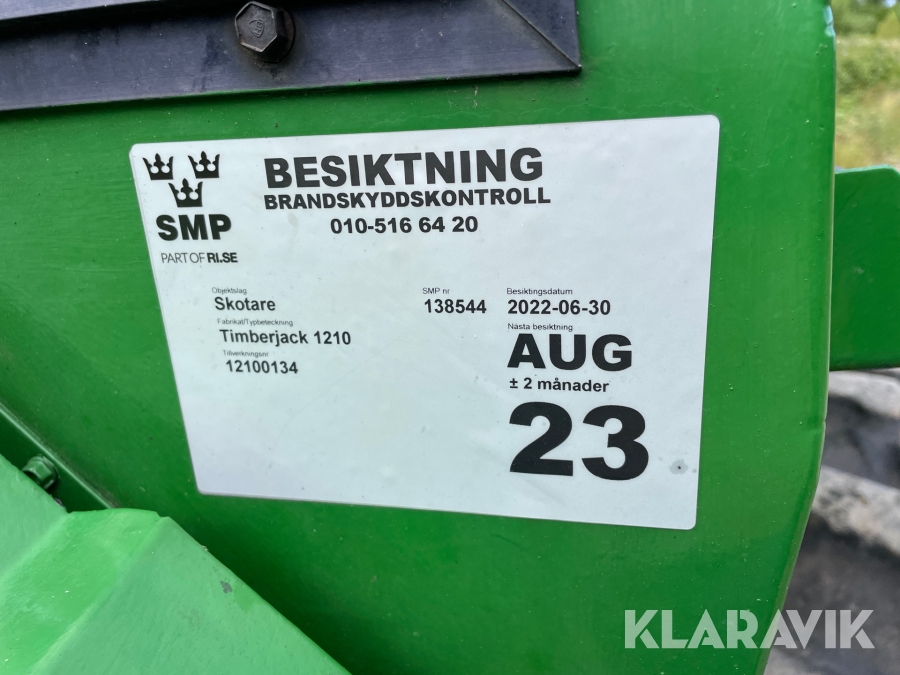 BESIKTNING
BRANDSKYDDSKONTROLL
010-516 64 20
SMP
PART OF RI.SE
Objektslag
Skotare
SMP nr
138544
Besiktingsdatum
2022-06-30
Fabrikat/Typbeteckning
Timberjack 1210
Tillverkningsnr
12100134
Nästa besiktning
AUG
± 2 månader
23
KLARAVIK